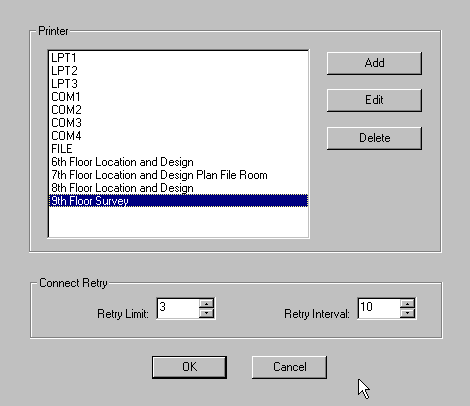 Printer
LPT1
LPT2
LPT3
COM1
COM2
COM3
COM4
FILE
6th Floor Location and Design
7th Floor Location and Design Plan File Room
8th Floor Location and Design
9th Floor Survey
Add
Edit
Delete
Connect Retry
Retry Limit: 3 Retry Interval: 10
OK Cancel